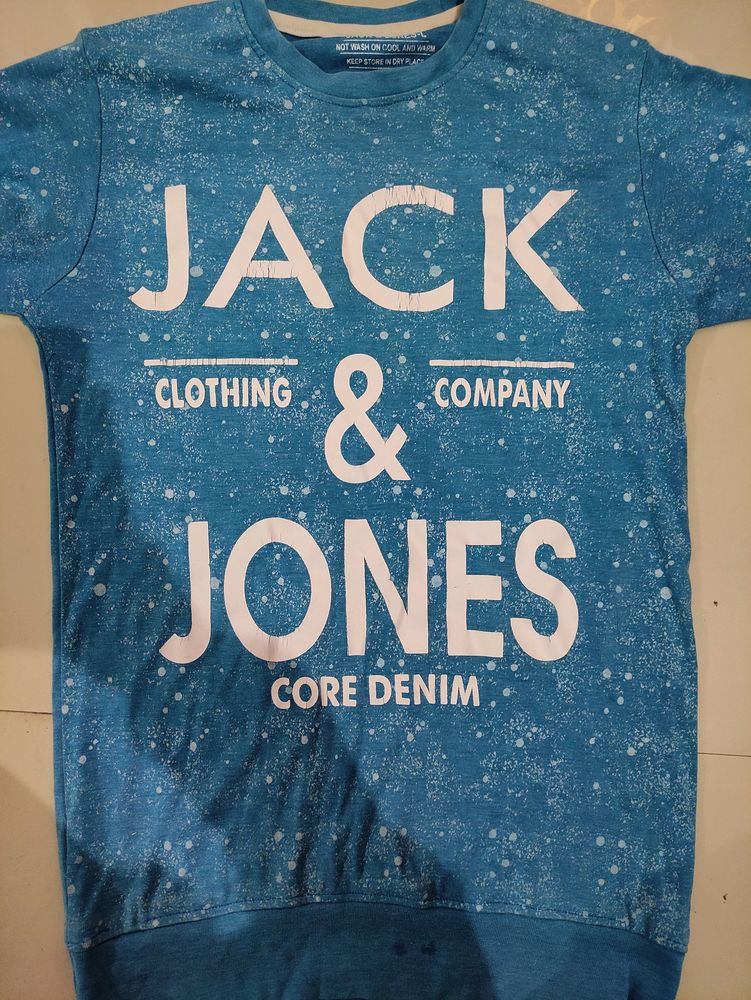 NOT WASH ON COOL AND WARM
KEEP STORE IN DRY PLACE
JACK
CLOTHING & COMPANY
JONES
CORE DENIM